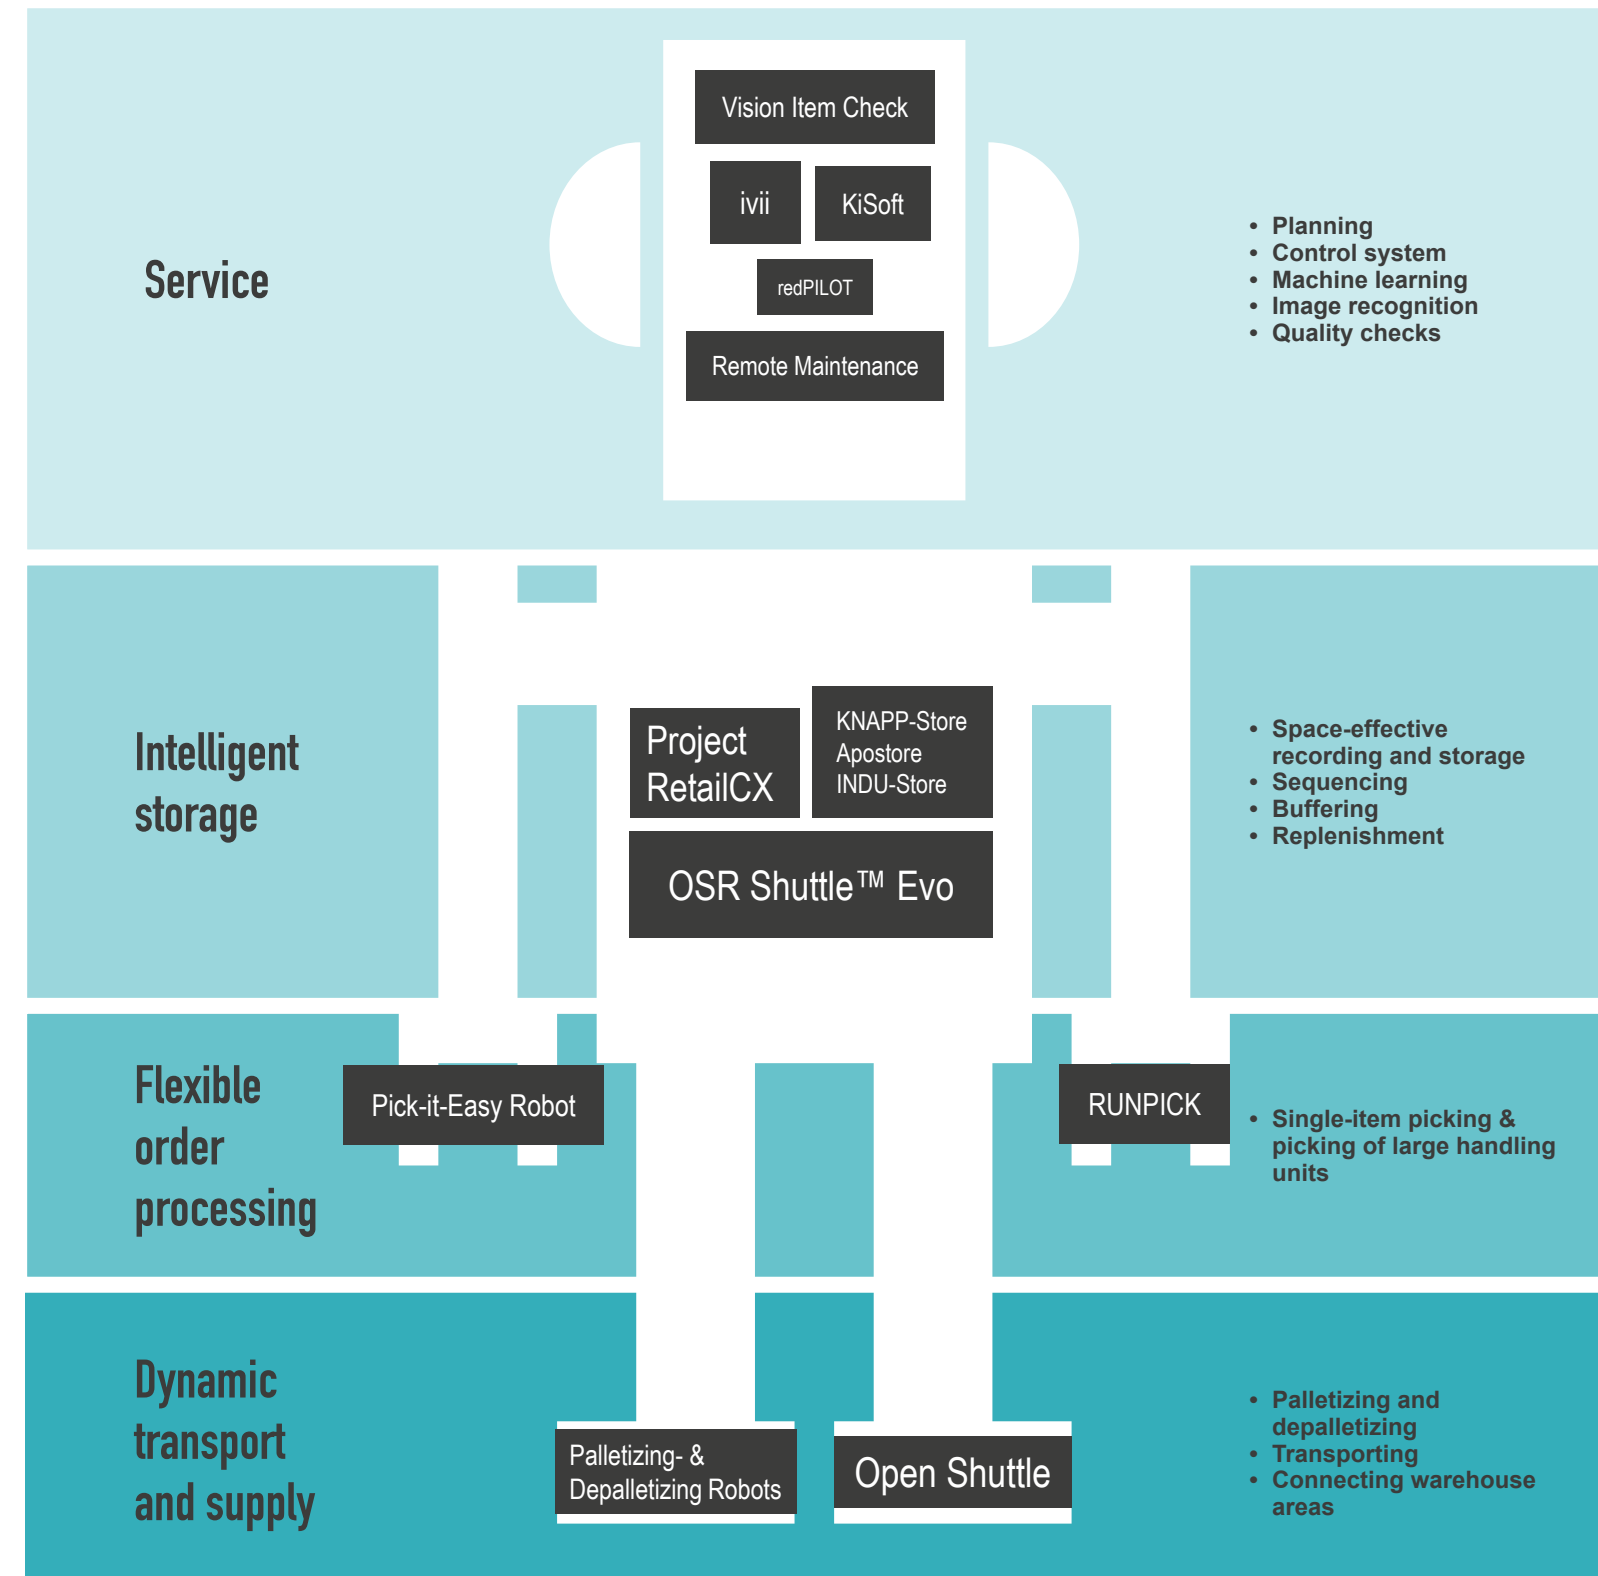 Service
Vision Item Check
ivii
KiSoft
redPILOT
Remote Maintenance
• Planning
• Control system
• Machine learning
• Image recognition
• Quality checks
Intelligent
storage
Project
RetailCX
KNAPP-Store
Apostore
INDU-Store
OSR Shuttle™ Evo
• Space-effective
recording and storage
• Sequencing
• Buffering
• Replenishment
Flexible
order
processing
Pick-it-Easy Robot
RUNPICK
• Single-item picking &
picking of large handling
units
Dynamic
transport
and supply
Palletizing- &
Depalletizing Robots
Open Shuttle
• Palletizing and
depalletizing
• Transporting
• Connecting warehouse
areas